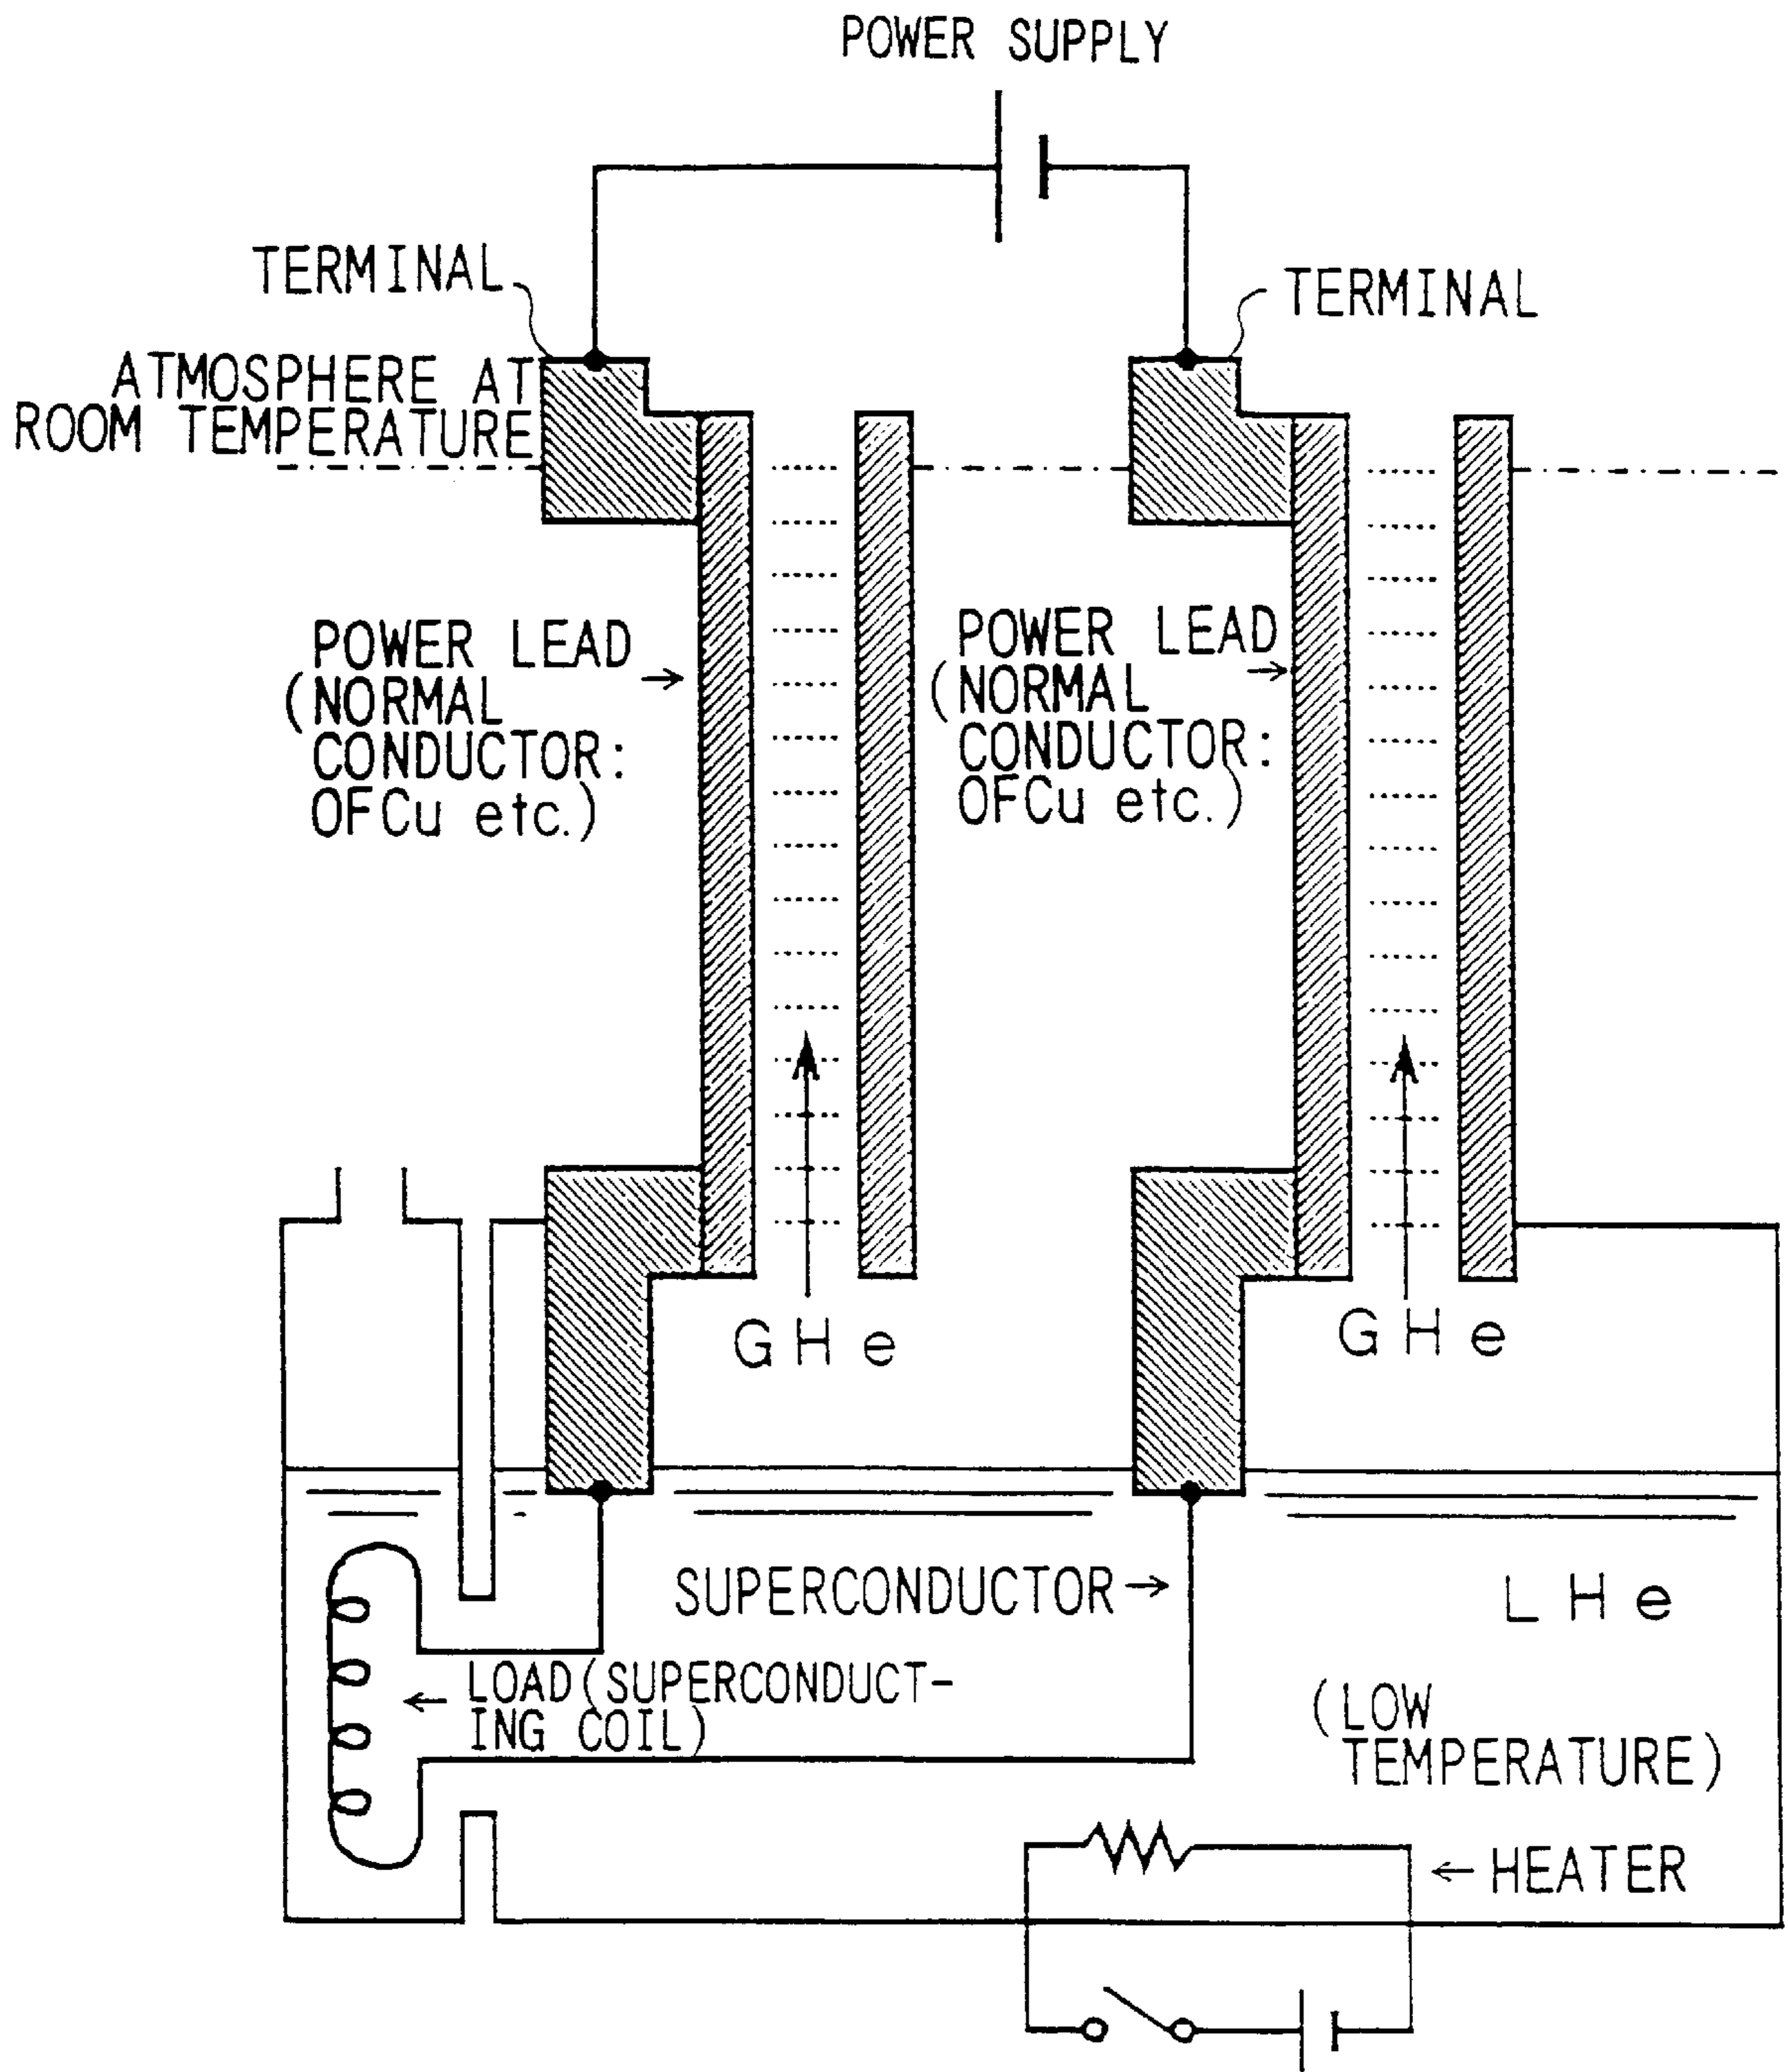 POWER SUPPLY
TERMINAL
TERMINAL
ATMOSPHERE AT
ROOM TEMPERATURE
POWER LEAD
(NORMAL
CONDUCTOR:
OFCu etc.)
POWER LEAD
(NORMAL
CONDUCTOR:
OFCu etc.)
GHe
GHe
SUPERCONDUCTOR
LHe
LOAD(SUPERCONDUCT-
ING COIL)
(LOW
TEMPERATURE)
HEATER